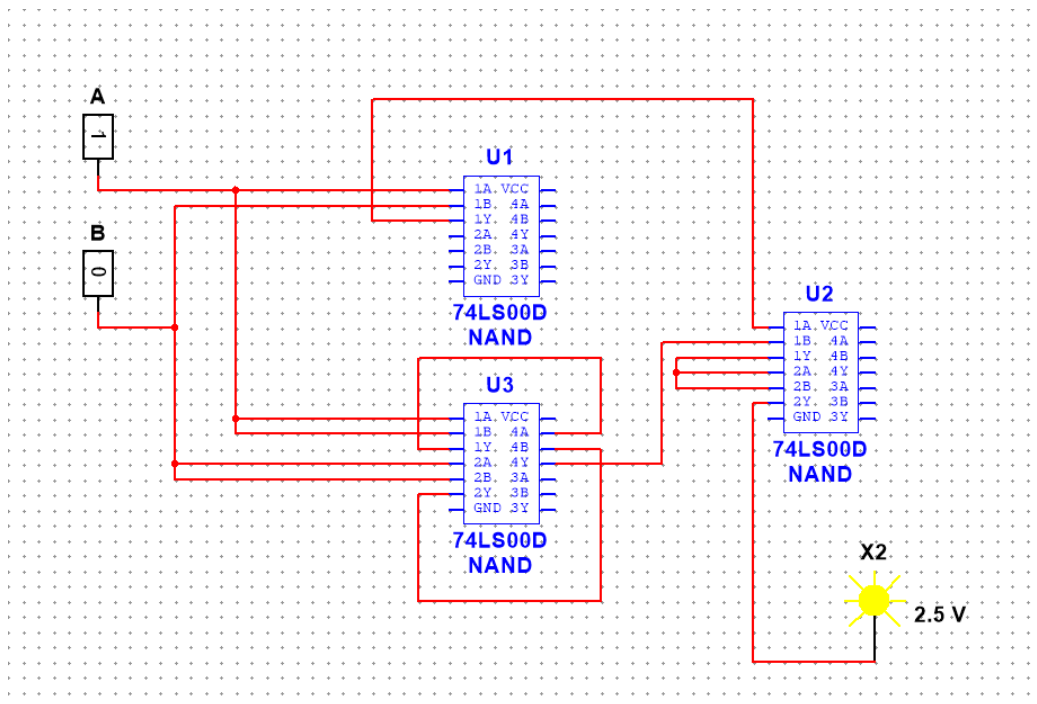 A
1
B
0
U1
1A VCC
1B 4A
1Y 4B
2A 4Y
2B 3A
2Y 3B
GND 3Y
74LS00D
NAND
U3
1A VCC
1B 4A
1Y 4B
2A 4Y
2B 3A
2Y 3B
GND 3Y
74LS00D
NAND
U2
1A VCC
1B 4A
1Y 4B
2A 4Y
2B 3A
2Y 3B
GND 3Y
74LS00D
NAND
X2
2.5 V